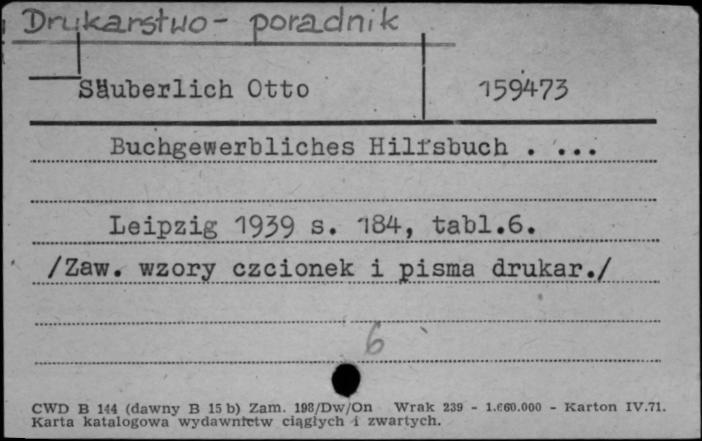 Drukarstwo - poradnik
Säuberlich Otto 159473
Buchgewerbliches Hilfsbuch . ...
Leipzig 1939 s. 184, tabl.6.
/Zaw. wzory czcionek i pisma drukar./
6
CWD B 144 (dawny B 15 b) Zam. 198/Dw/On Wrak 239 - 1.660.000 - Karton IV.71.
Karta katalogowa wydawnictw ciągłych i zwartych.